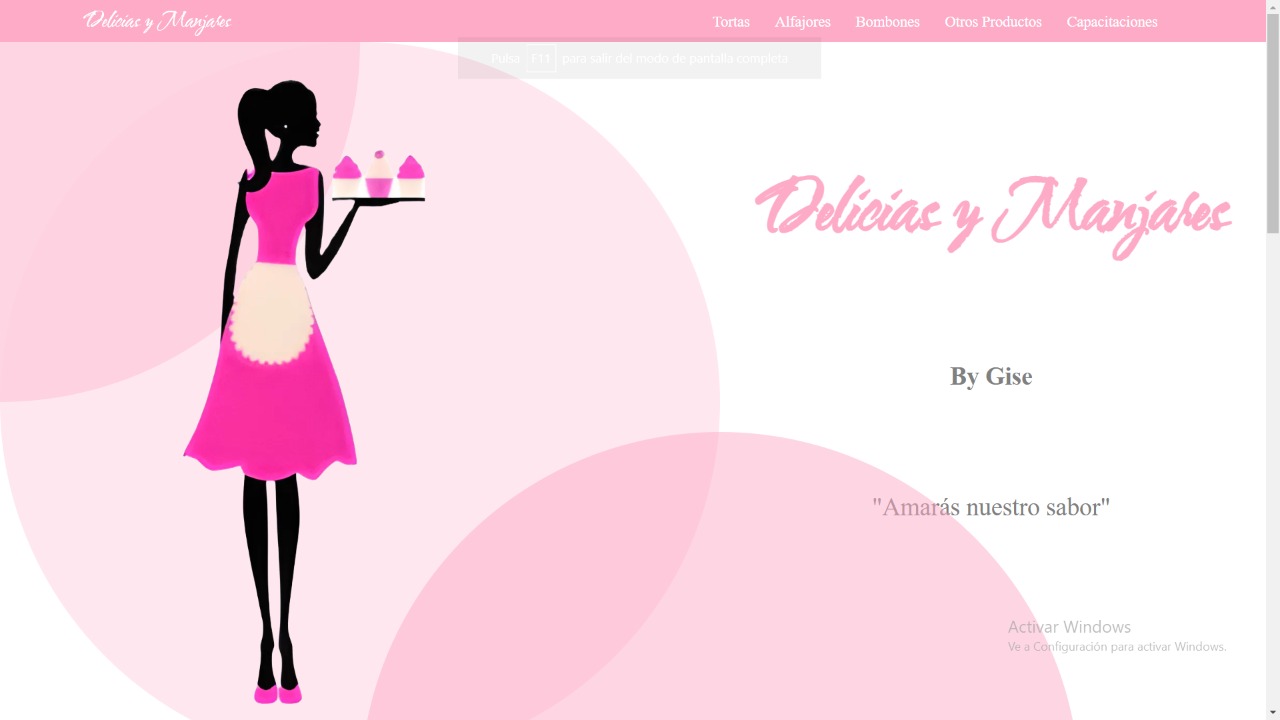 Delicias y Manjares
Tortas Alfajores Bombones Otros Productos Capacitaciones
Pulsa F11 para salir del modo de pantalla completa
Delicias y Manjares
By Gise
"Amarás nuestro sabor"
Activar Windows
Ve a Configuración para activar Windows.